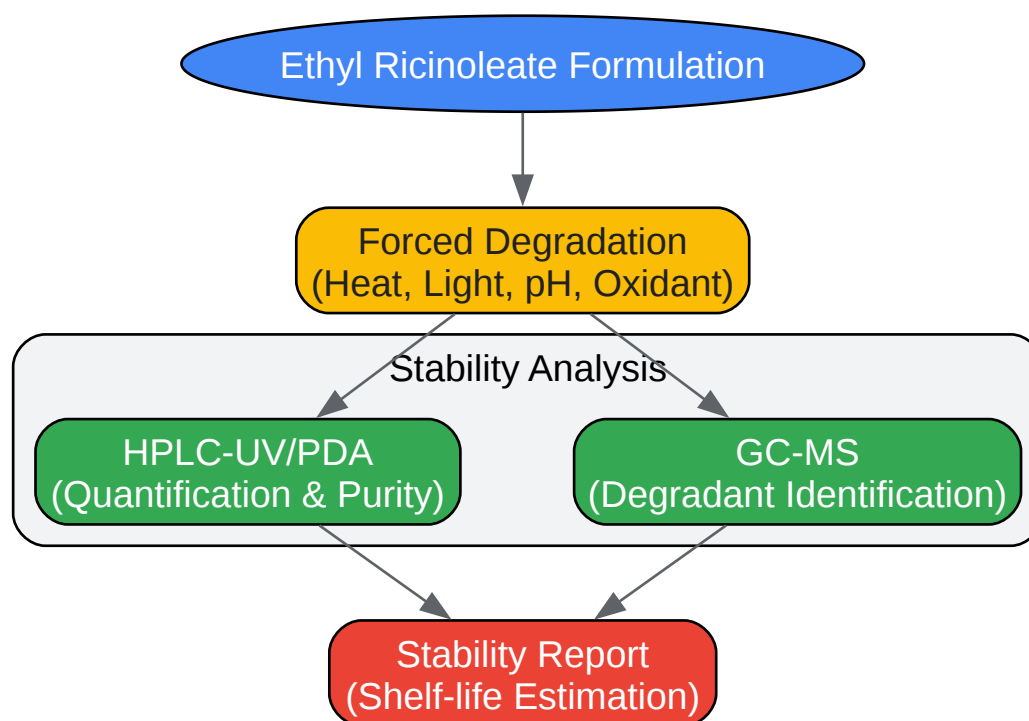 Ethyl Ricinoleate Formulation
Forced Degradation
(Heat, Light, pH, Oxidant)
Stability Analysis
HPLC-UV/PDA
(Quantification & Purity)
GC-MS
(Degradant Identification)
Stability Report
(Shelf-life Estimation)